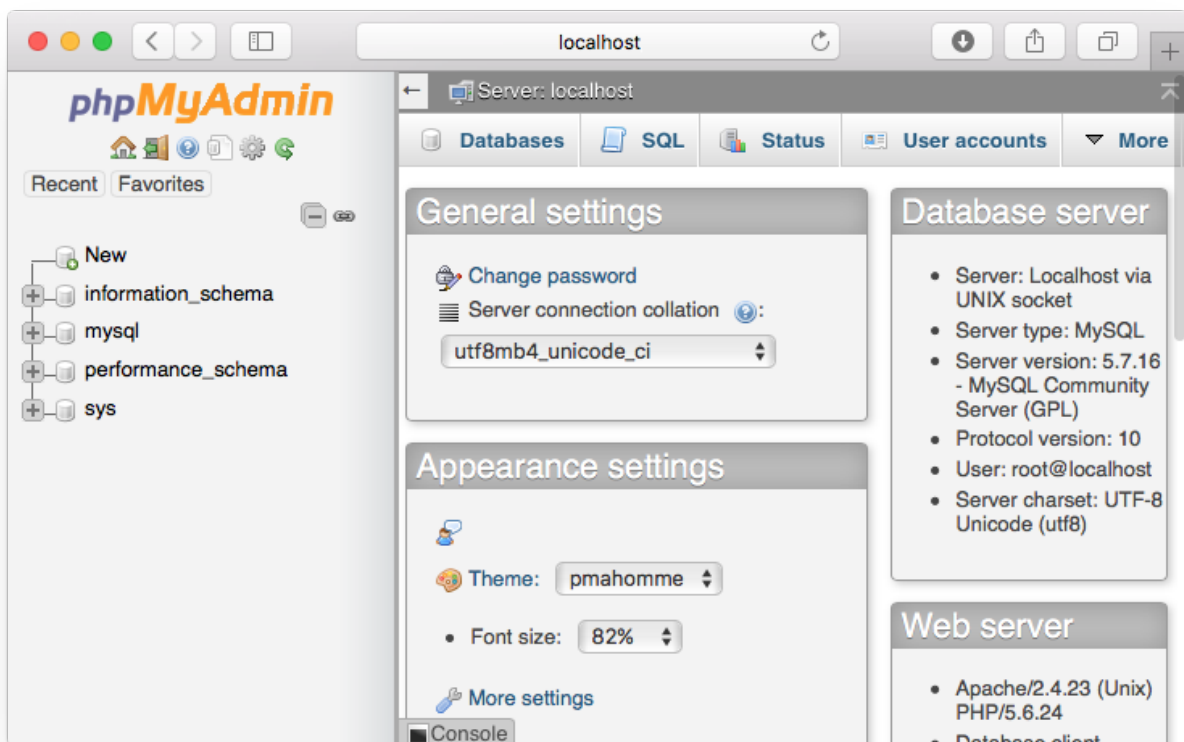 localhost
phpMyAdmin
Recent Favorites
New
information_schema
mysql
performance_schema
sys
Server: localhost
Databases SQL Status User accounts More
General settings
Change password
Server connection collation :
utf8mb4_unicode_ci
Appearance settings
Theme: pmahomme
Font size: 82%
More settings
Console
Database server
Server: Localhost via
UNIX socket
Server type: MySQL
Server version: 5.7.16
- MySQL Community
Server (GPL)
Protocol version: 10
User: root@localhost
Server charset: UTF-8
Unicode (utf8)
Web server
Apache/2.4.23 (Unix)
PHP/5.6.24
Database client